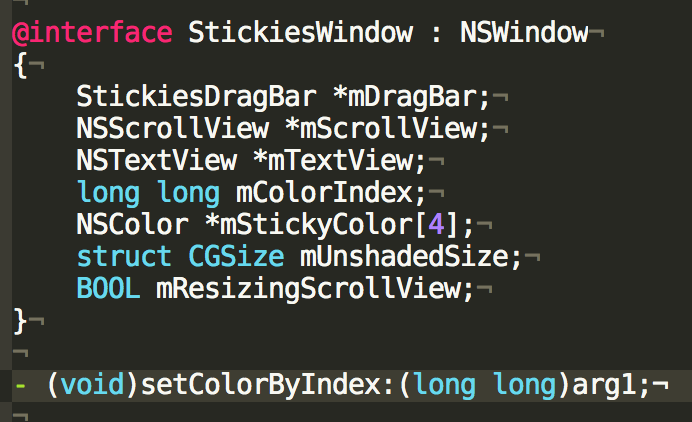 @interface StickiesWindow : NSWindow¬
{¬
    StickiesDragBar *mDragBar;¬
    NSScrollView *mScrollView;¬
    NSTextView *mTextView;¬
    long long mColorIndex;¬
    NSColor *mStickyColor[4];¬
    struct CGSize mUnshadedSize;¬
    BOOL mResizingScrollView;¬
}¬
¬
- (void)setColorByIndex:(long long)arg1;¬
¬